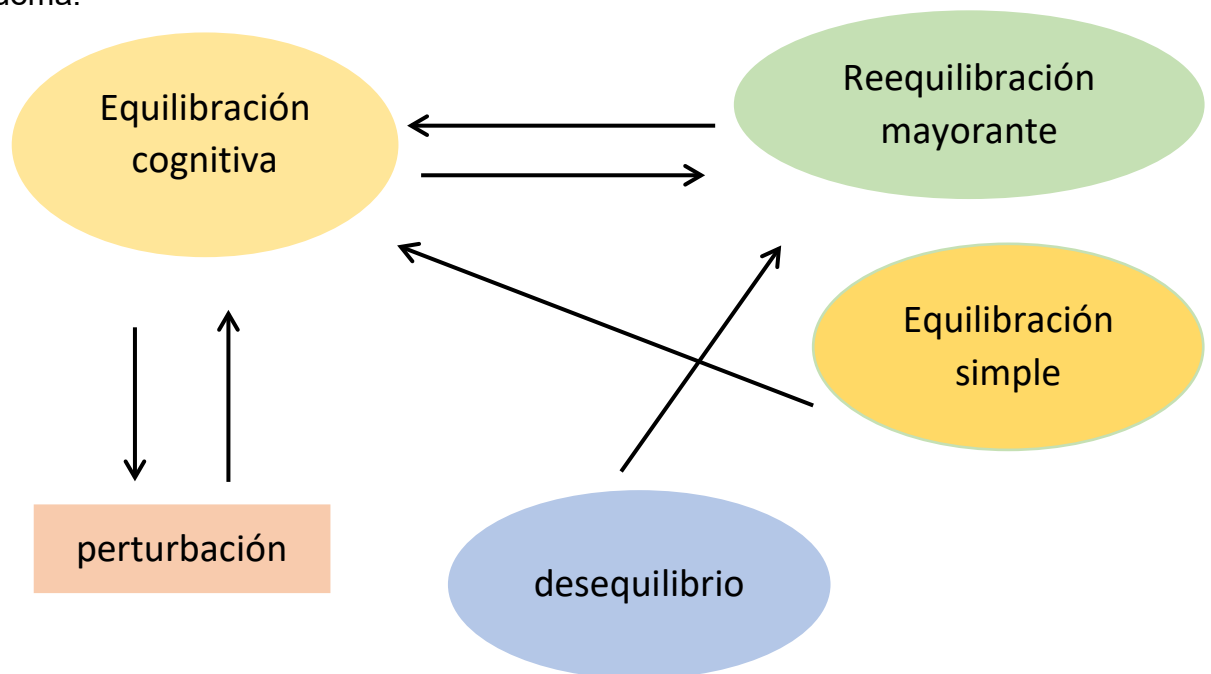 Equilibración
cognitiva
Reequilibración
mayorante
Equilibración
simple
perturbación
desequilibrio